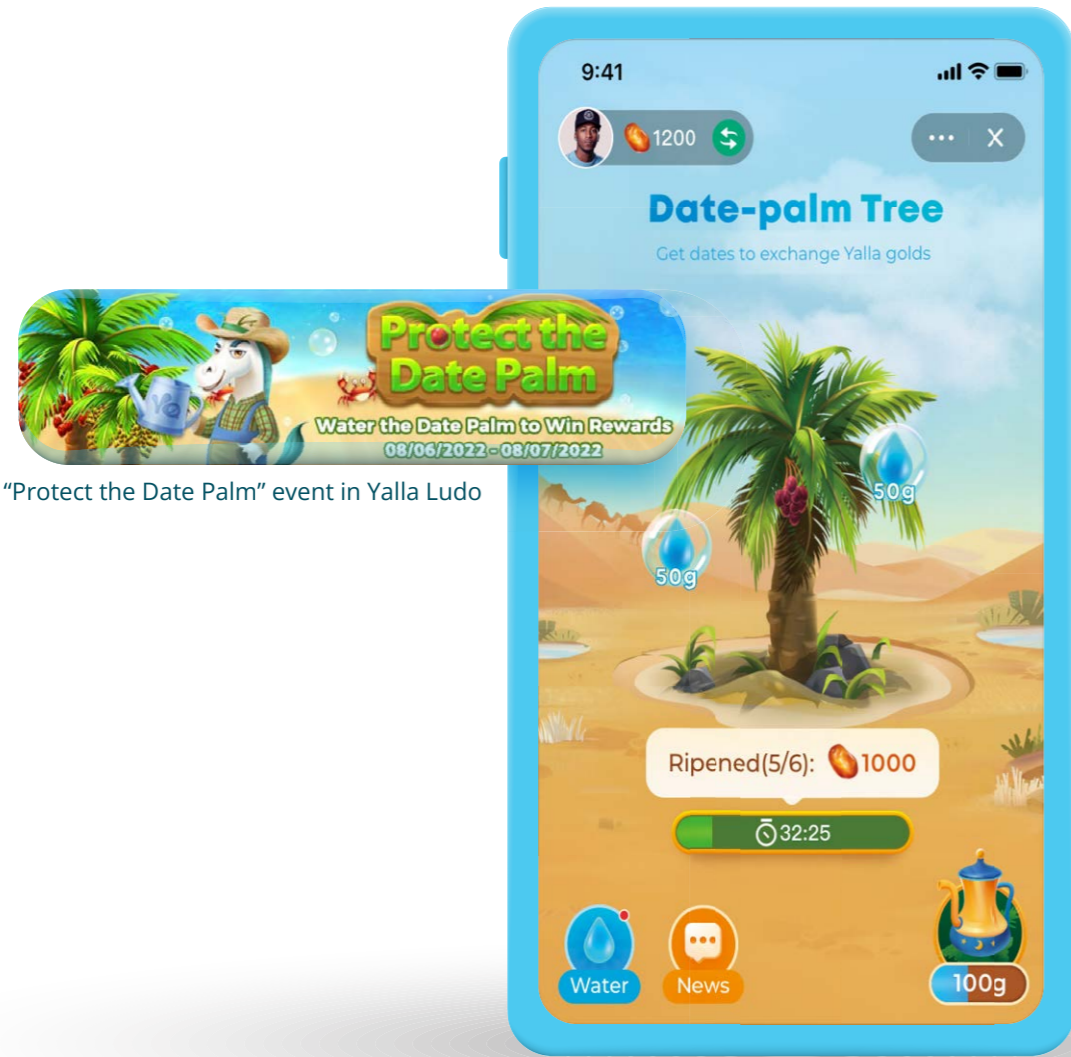 9:41
1200
Date-palm Tree
Get dates to exchange Yalla golds
Protect the
Date Palm
Water the Date Palm to Win Rewards
08/06/2022 - 08/07/2022
YO
"Protect the Date Palm" event in Yalla Ludo
50g
50g
Ripened(5/6): 1000
32:25
Water
News
100g